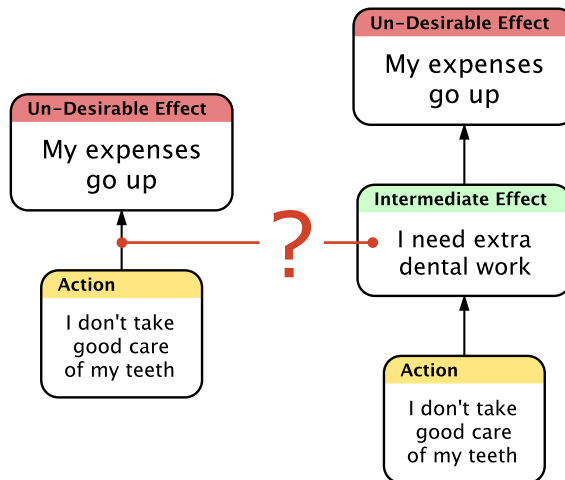 Un-Desirable Effect
My expenses
go up
Action
I don't take
good care
of my teeth
?
Un-Desirable Effect
My expenses
go up
Intermediate Effect
I need extra
dental work
Action
I don't take
good care
of my teeth